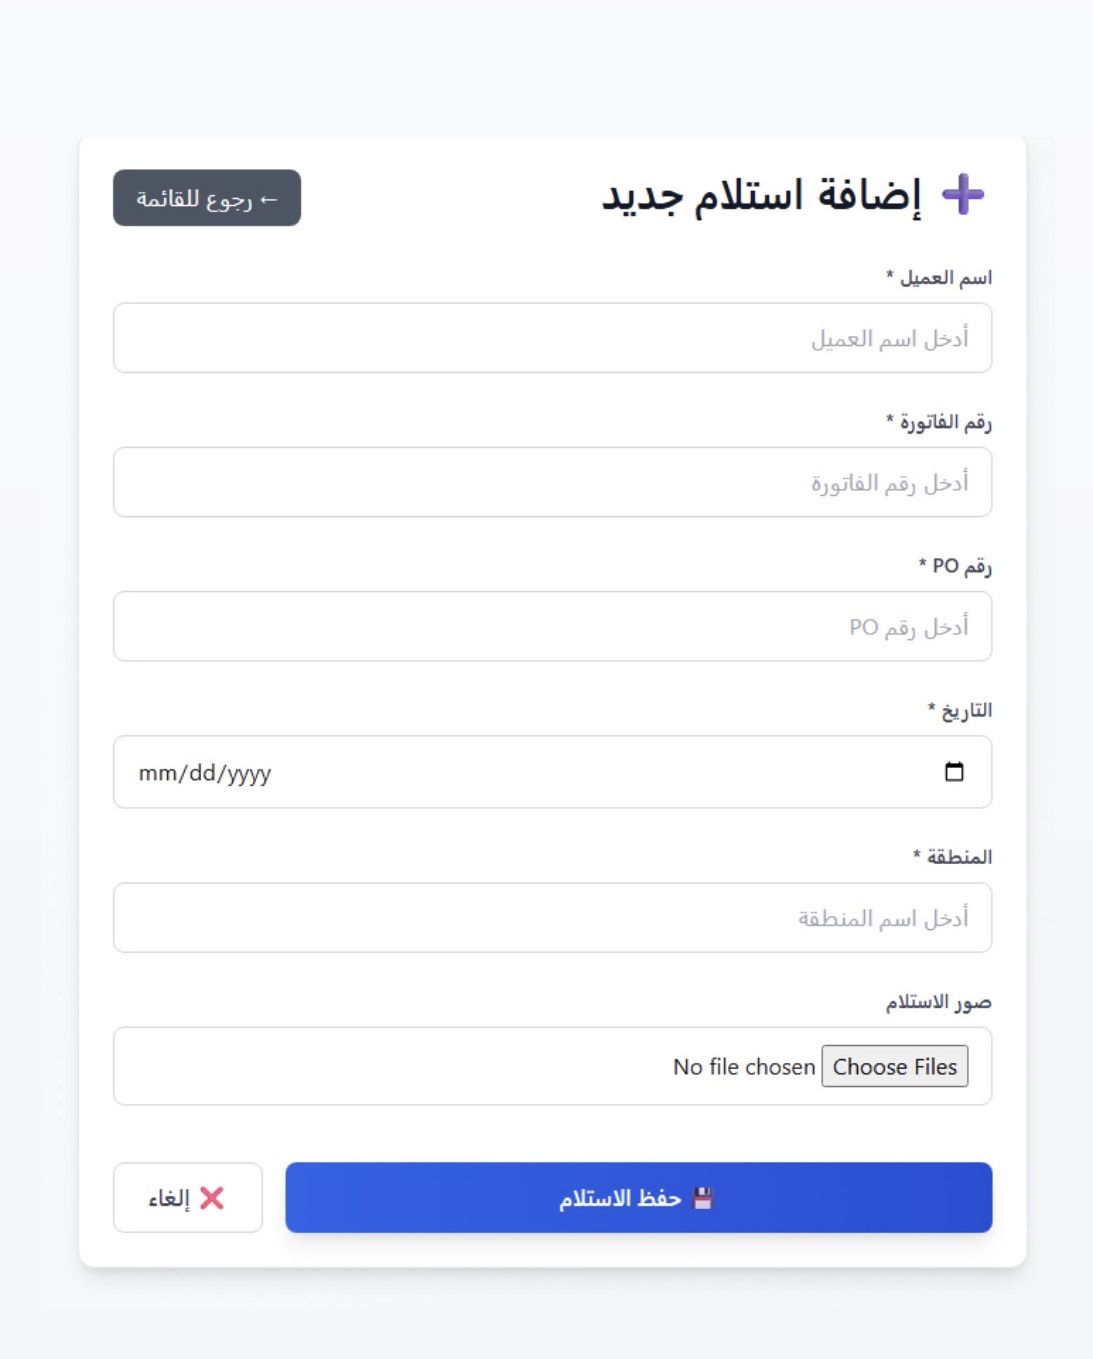 إضافة استلام جديد
← رجوع للقائمة
اسم العميل *
أدخل اسم العميل
رقم الفاتورة *
أدخل رقم الفاتورة
رقم PO *
أدخل رقم PO
التاريخ *
mm/dd/yyyy
المنطقة *
أدخل اسم المنطقة
صور الاستلام
Choose Files No file chosen
حفظ الاستلام
إلغاء